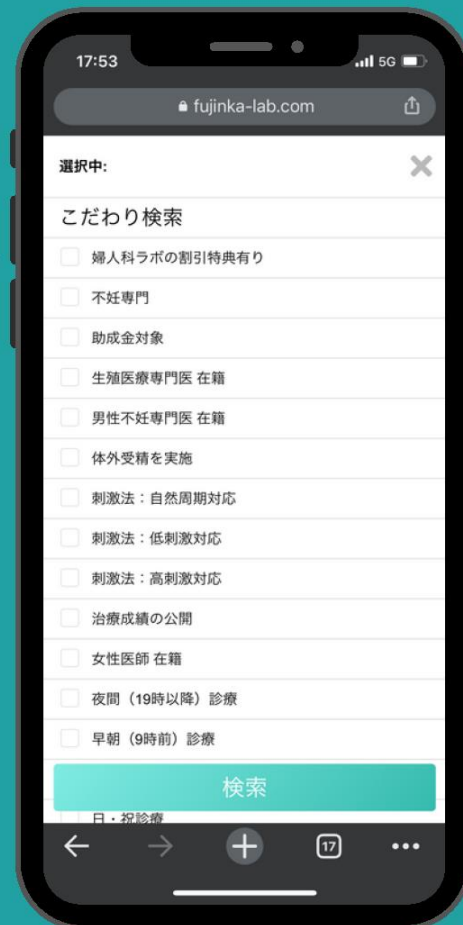 17:53
5G
fujinka-lab.com
選択中:
こだわり検索
婦人科ラボの割引特典有り
不妊専門
助成金対象
生殖医療専門医 在籍
男性不妊専門医 在籍
体外受精を実施
刺激法：自然周期対応
刺激法：低刺激対応
刺激法：高刺激対応
治療成績の公開
女性医師 在籍
夜間（19時以降）診療
早朝（9時前）診療
検索
日・祝診療
17